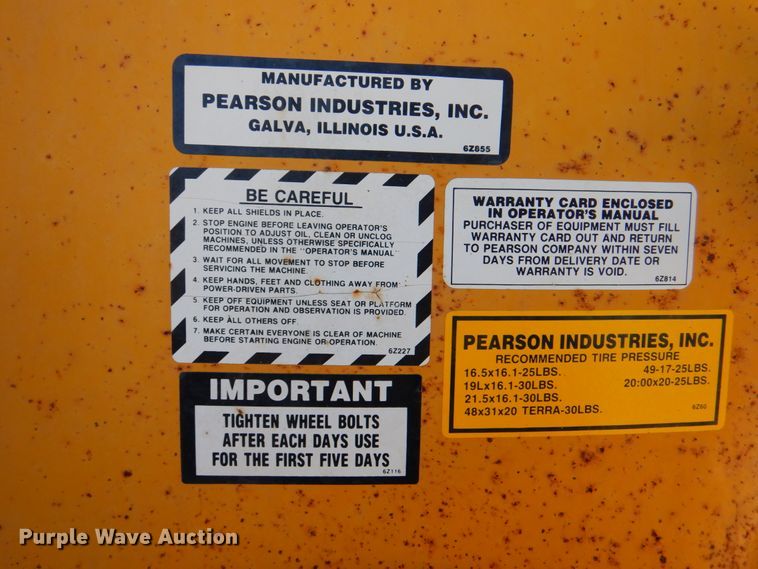 MANUFACTURED BY
PEARSON INDUSTRIES, INC.
GALVA, ILLINOIS U.S.A.
6Z855
BE CAREFUL
1. KEEP ALL SHIELDS IN PLACE.
2. STOP ENGINE BEFORE LEAVING OPERATOR'S
POSITION TO ADJUST OIL, CLEAN OR UNCLOG
MACHINES, UNLESS OTHERWISE SPECIFICALLY
RECOMMENDED IN THE "OPERATOR'S MANUAL"
3. WAIT FOR ALL MOVEMENT TO STOP BEFORE
SERVICING THE MACHINE.
4. KEEP HANDS, FEET AND CLOTHING AWAY FROM
POWER-DRIVEN PARTS.
5. KEEP OFF EQUIPMENT UNLESS SEAT OR PLATFORM
FOR OPERATION AND OBSERVATION IS PROVIDED.
6. KEEP ALL OTHERS OFF.
7. MAKE CERTAIN EVERYONE IS CLEAR OF MACHINE
BEFORE STARTING ENGINE OR OPERATION.
6Z227
WARRANTY CARD ENCLOSED
IN OPERATOR'S MANUAL
PURCHASER OF EQUIPMENT MUST FILL
WARRANTY CARD OUT AND RETURN
TO PEARSON COMPANY WITHIN SEVEN
DAYS FROM DELIVERY DATE OR
WARRANTY IS VOID.
6Z814
PEARSON INDUSTRIES, INC.
RECOMMENDED TIRE PRESSURE
16.5x16.1-25LBS. 49-17-25LBS.
19Lx16.1-30LBS. 20:00x20-25LBS.
21.5x16.1-30LBS.
48x31x20 TERRA-30LBS.
6Z60
IMPORTANT
TIGHTEN WHEEL BOLTS
AFTER EACH DAYS USE
FOR THE FIRST FIVE DAYS
6Z116
Purple Wave Auction